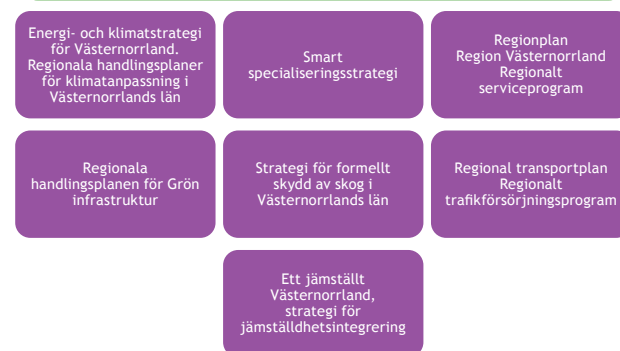 Energi- och klimatstrategi
för Västernorrland.
Regionala handlingsplaner
för klimatanpassning i
Västernorrlands län
Smart
specialiseringsstrategi
Regionplan
Region Västernorrland
Regionalt
serviceprogram
Regionala
handlingsplanen för Grön
infrastruktur
Strategi för formellt
skydd av skog i
Västernorrlands län
Regional transportplan
Regionalt
trafikförsörjningsprogram
Ett jämställt
Västernorrland,
strategi för
jämställdhetsintegrering